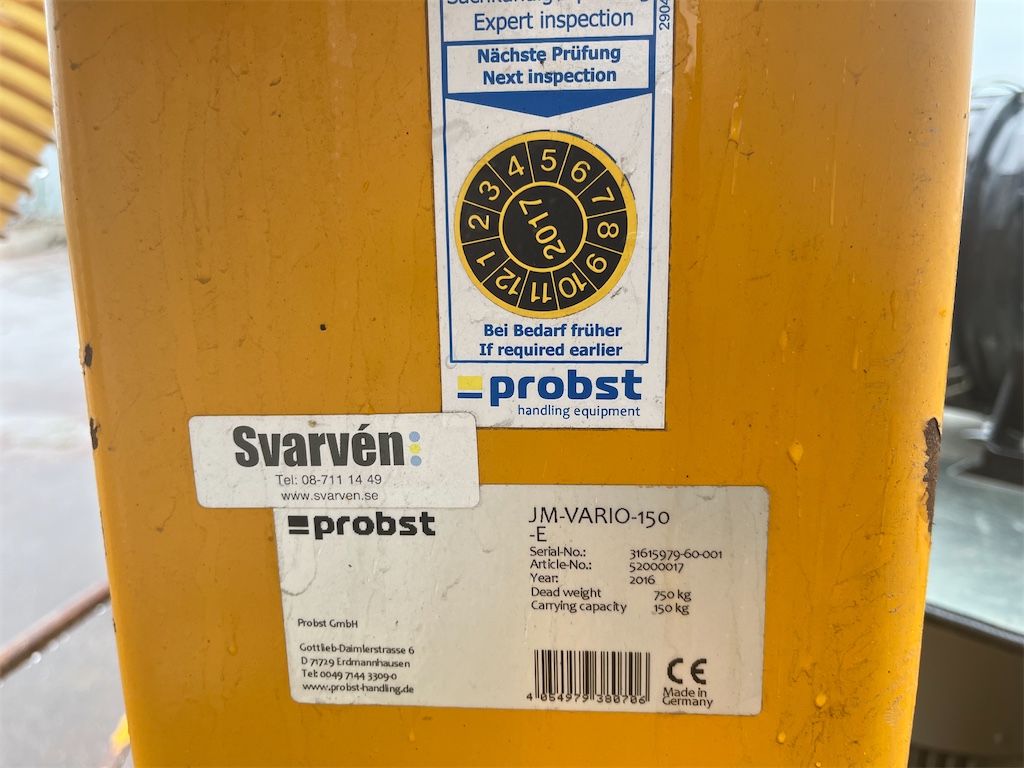 Expert inspection
2904
Nächste Prüfung
Next inspection
1 2 3 4 5 6 7 8 9 10 11 12
2017
Bei Bedarf früher
If required earlier
probst
handling equipment
Svarvén
Tel: 08-711 14 49
www.svarven.se
probst
JM-VARIO-150
-E
Serial-No.: 31615979-60-001
Article-No.: 52000017
Year: 2016
Dead weight 750 kg
Carrying capacity 150 kg
Probst GmbH
Gottlieb-Daimlerstrasse 6
D 71729 Erdmannhausen
Tel: 0049 7144 3309-0
www.probst-handling.de
4 054979 380706
CE
Made in
Germany